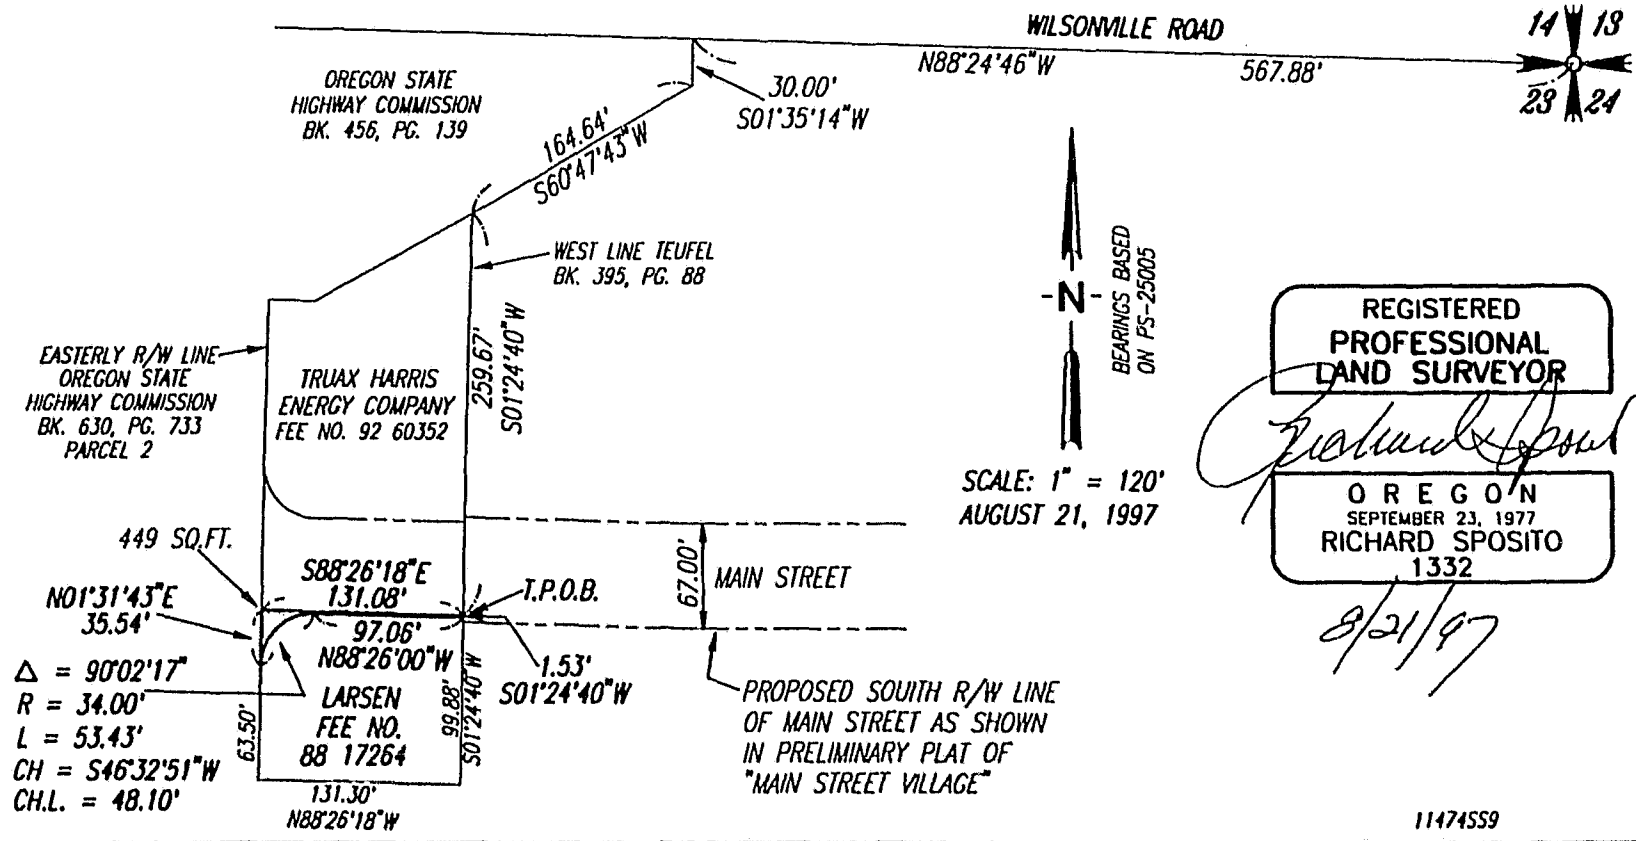 WILSONVILLE ROAD
N88°24'46"W
567.88'
14 13
23 24
OREGON STATE
HIGHWAY COMMISSION
BK. 456, PG. 139
30.00'
S01°35'14"W
164.64'
S60°47'43"W
WEST LINE TEUFEL
BK. 395, PG. 88
259.67'
S01°24'40"W
EASTERLY R/W LINE
OREGON STATE
HIGHWAY COMMISSION
BK. 630, PG. 733
PARCEL 2
TRUAX HARRIS
ENERGY COMPANY
FEE NO. 92 60352
N
BEARINGS BASED
ON PS-25005
SCALE: 1" = 120'
AUGUST 21, 1997
REGISTERED
PROFESSIONAL
LAND SURVEYOR
Richard Sposito
OREGON
SEPTEMBER 23, 1977
RICHARD SPOSITO
1332
8/21/97
449 SQ.FT.
N01°31'43"E
35.54'
S88°26'18"E
131.08'
T.P.O.B.
97.06'
N88°26'00"W
67.00'
MAIN STREET
1.53'
S01°24'40"W
Δ = 90°02'17"
R = 34.00'
L = 53.43'
CH = S46°32'51"W
CH.L. = 48.10'
63.50'
LARSEN
FEE NO.
88 17264
99.88'
S01°24'40"W
131.30'
N88°26'18"W
PROPOSED SOUITH R/W LINE
OF MAIN STREET AS SHOWN
IN PRELIMINARY PLAT OF
"MAIN STREET VILLAGE"
11474SS9